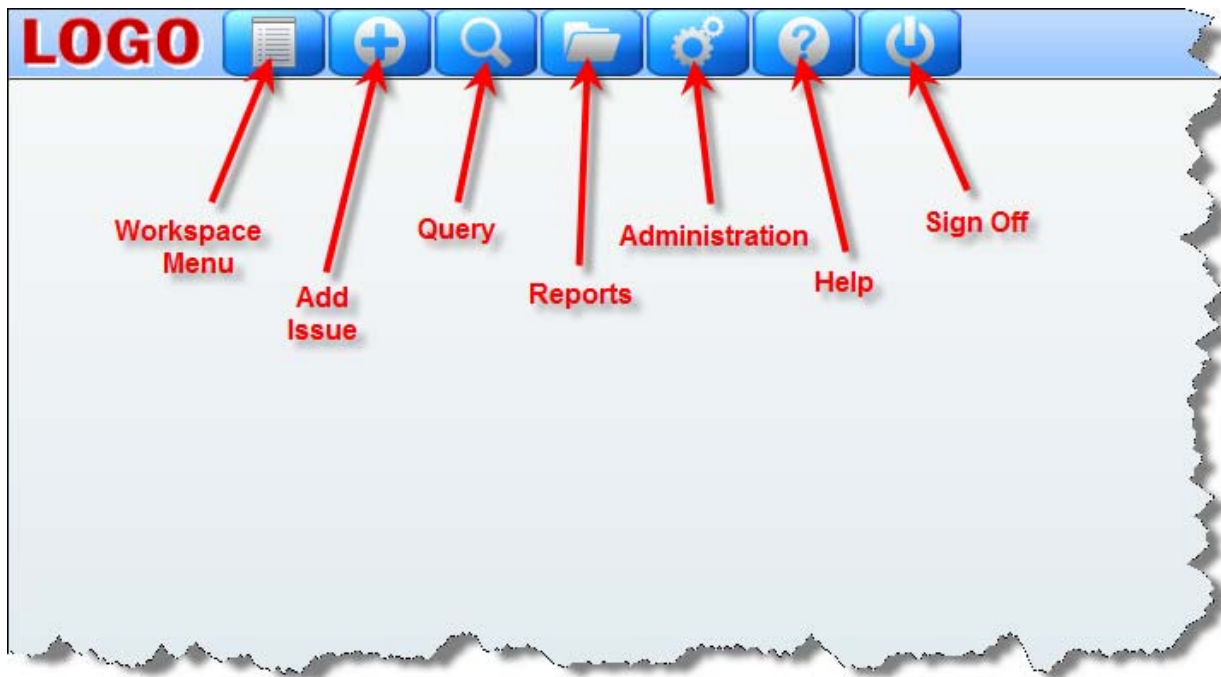 LOGO
Workspace
Menu
Add
Issue
Query
Reports
Administration
Help
Sign Off